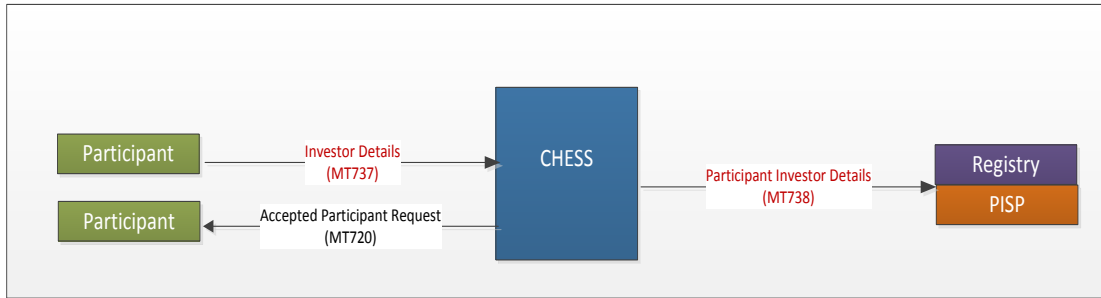 Participant
Investor Details
(MT737)
CHESS
Participant Investor Details
(MT738)
Registry
PISP
Participant
Accepted Participant Request
(MT720)